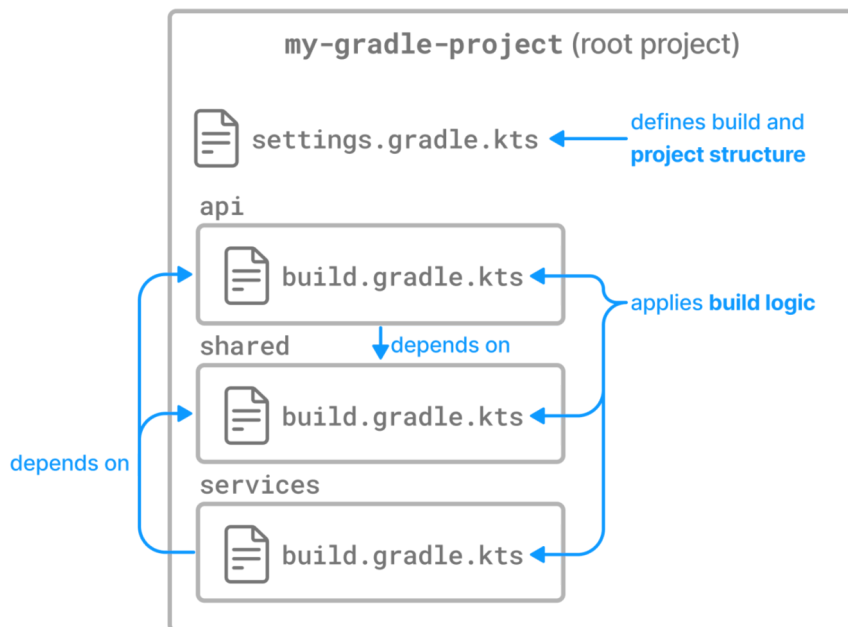 my-gradle-project (root project)
settings.gradle.kts
defines build and
project structure
api
build.gradle.kts
applies build logic
depends on
shared
build.gradle.kts
depends on
services
build.gradle.kts